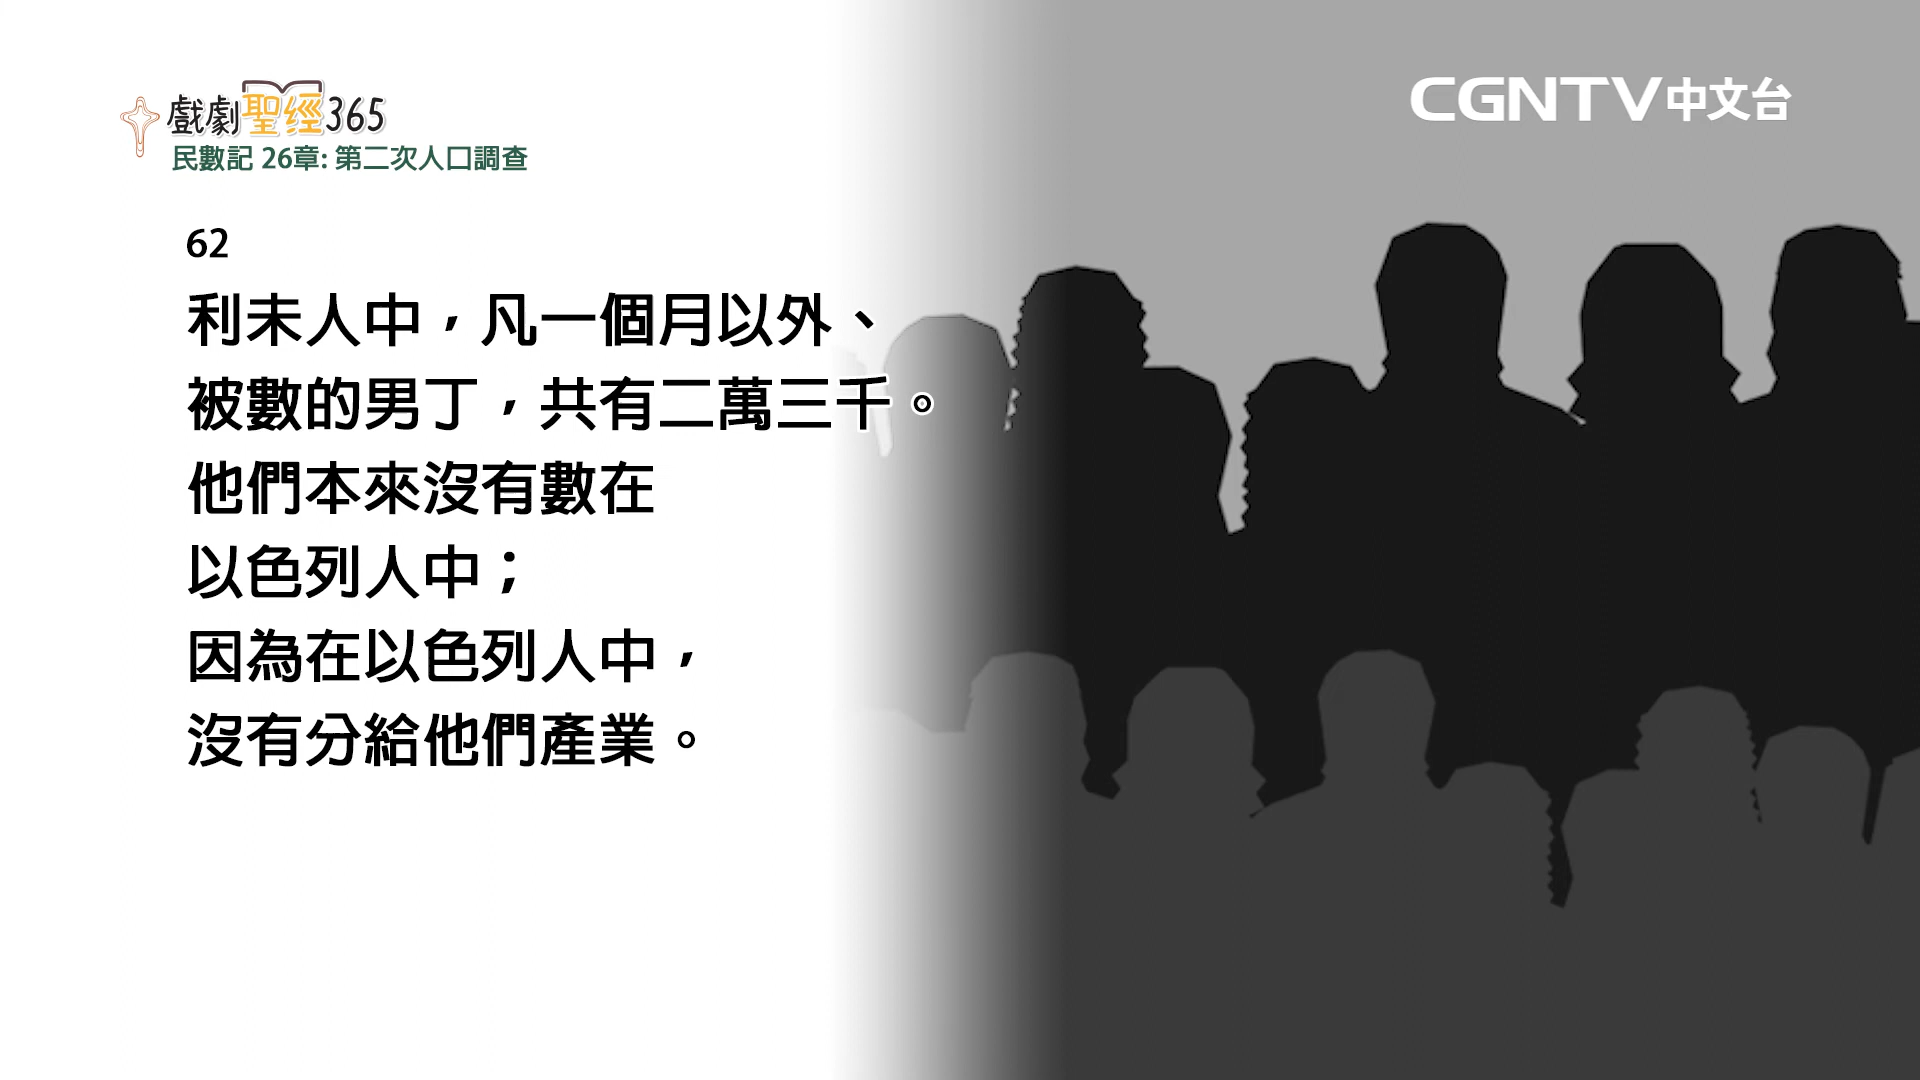 戲劇聖經365
民數記 26章: 第二次人口調查
CGNTV中文台
62
利未人中，凡一個月以外、
被數的男丁，共有二萬三千。
他們本來沒有數在
以色列人中；
因為在以色列人中，
沒有分給他們產業。